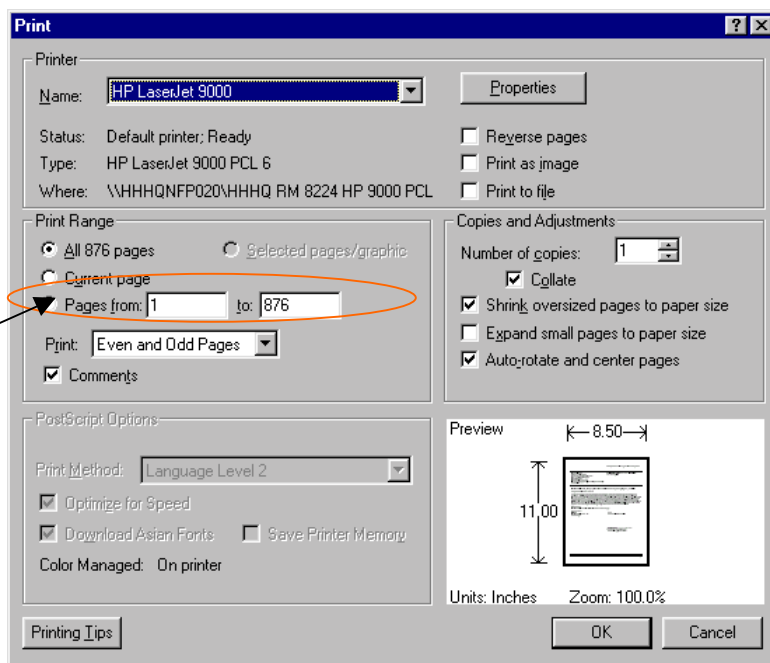 Print
Printer
Name: HP LaserJet 9000 Properties
Status: Default printer; Ready Reverse pages
Type: HP LaserJet 9000 PCL 6 Print as image
Where: \\HHHQNFP020\HHHQ RM 8224 HP 9000 PCL Print to file
Print Range
All 876 pages Selected pages/graphic
Current page
Pages from: 1 to: 876
Print: Even and Odd Pages
Comments
Copies and Adjustments
Number of copies: 1
Collate
Shrink oversized pages to paper size
Expand small pages to paper size
Auto-rotate and center pages
PostScript Options
Print Method: Language Level 2
Optimize for Speed
Download Asian Fonts Save Printer Memory
Color Managed: On printer
Preview
8.50
11.00
Units: Inches Zoom: 100.0%
Printing Tips OK Cancel